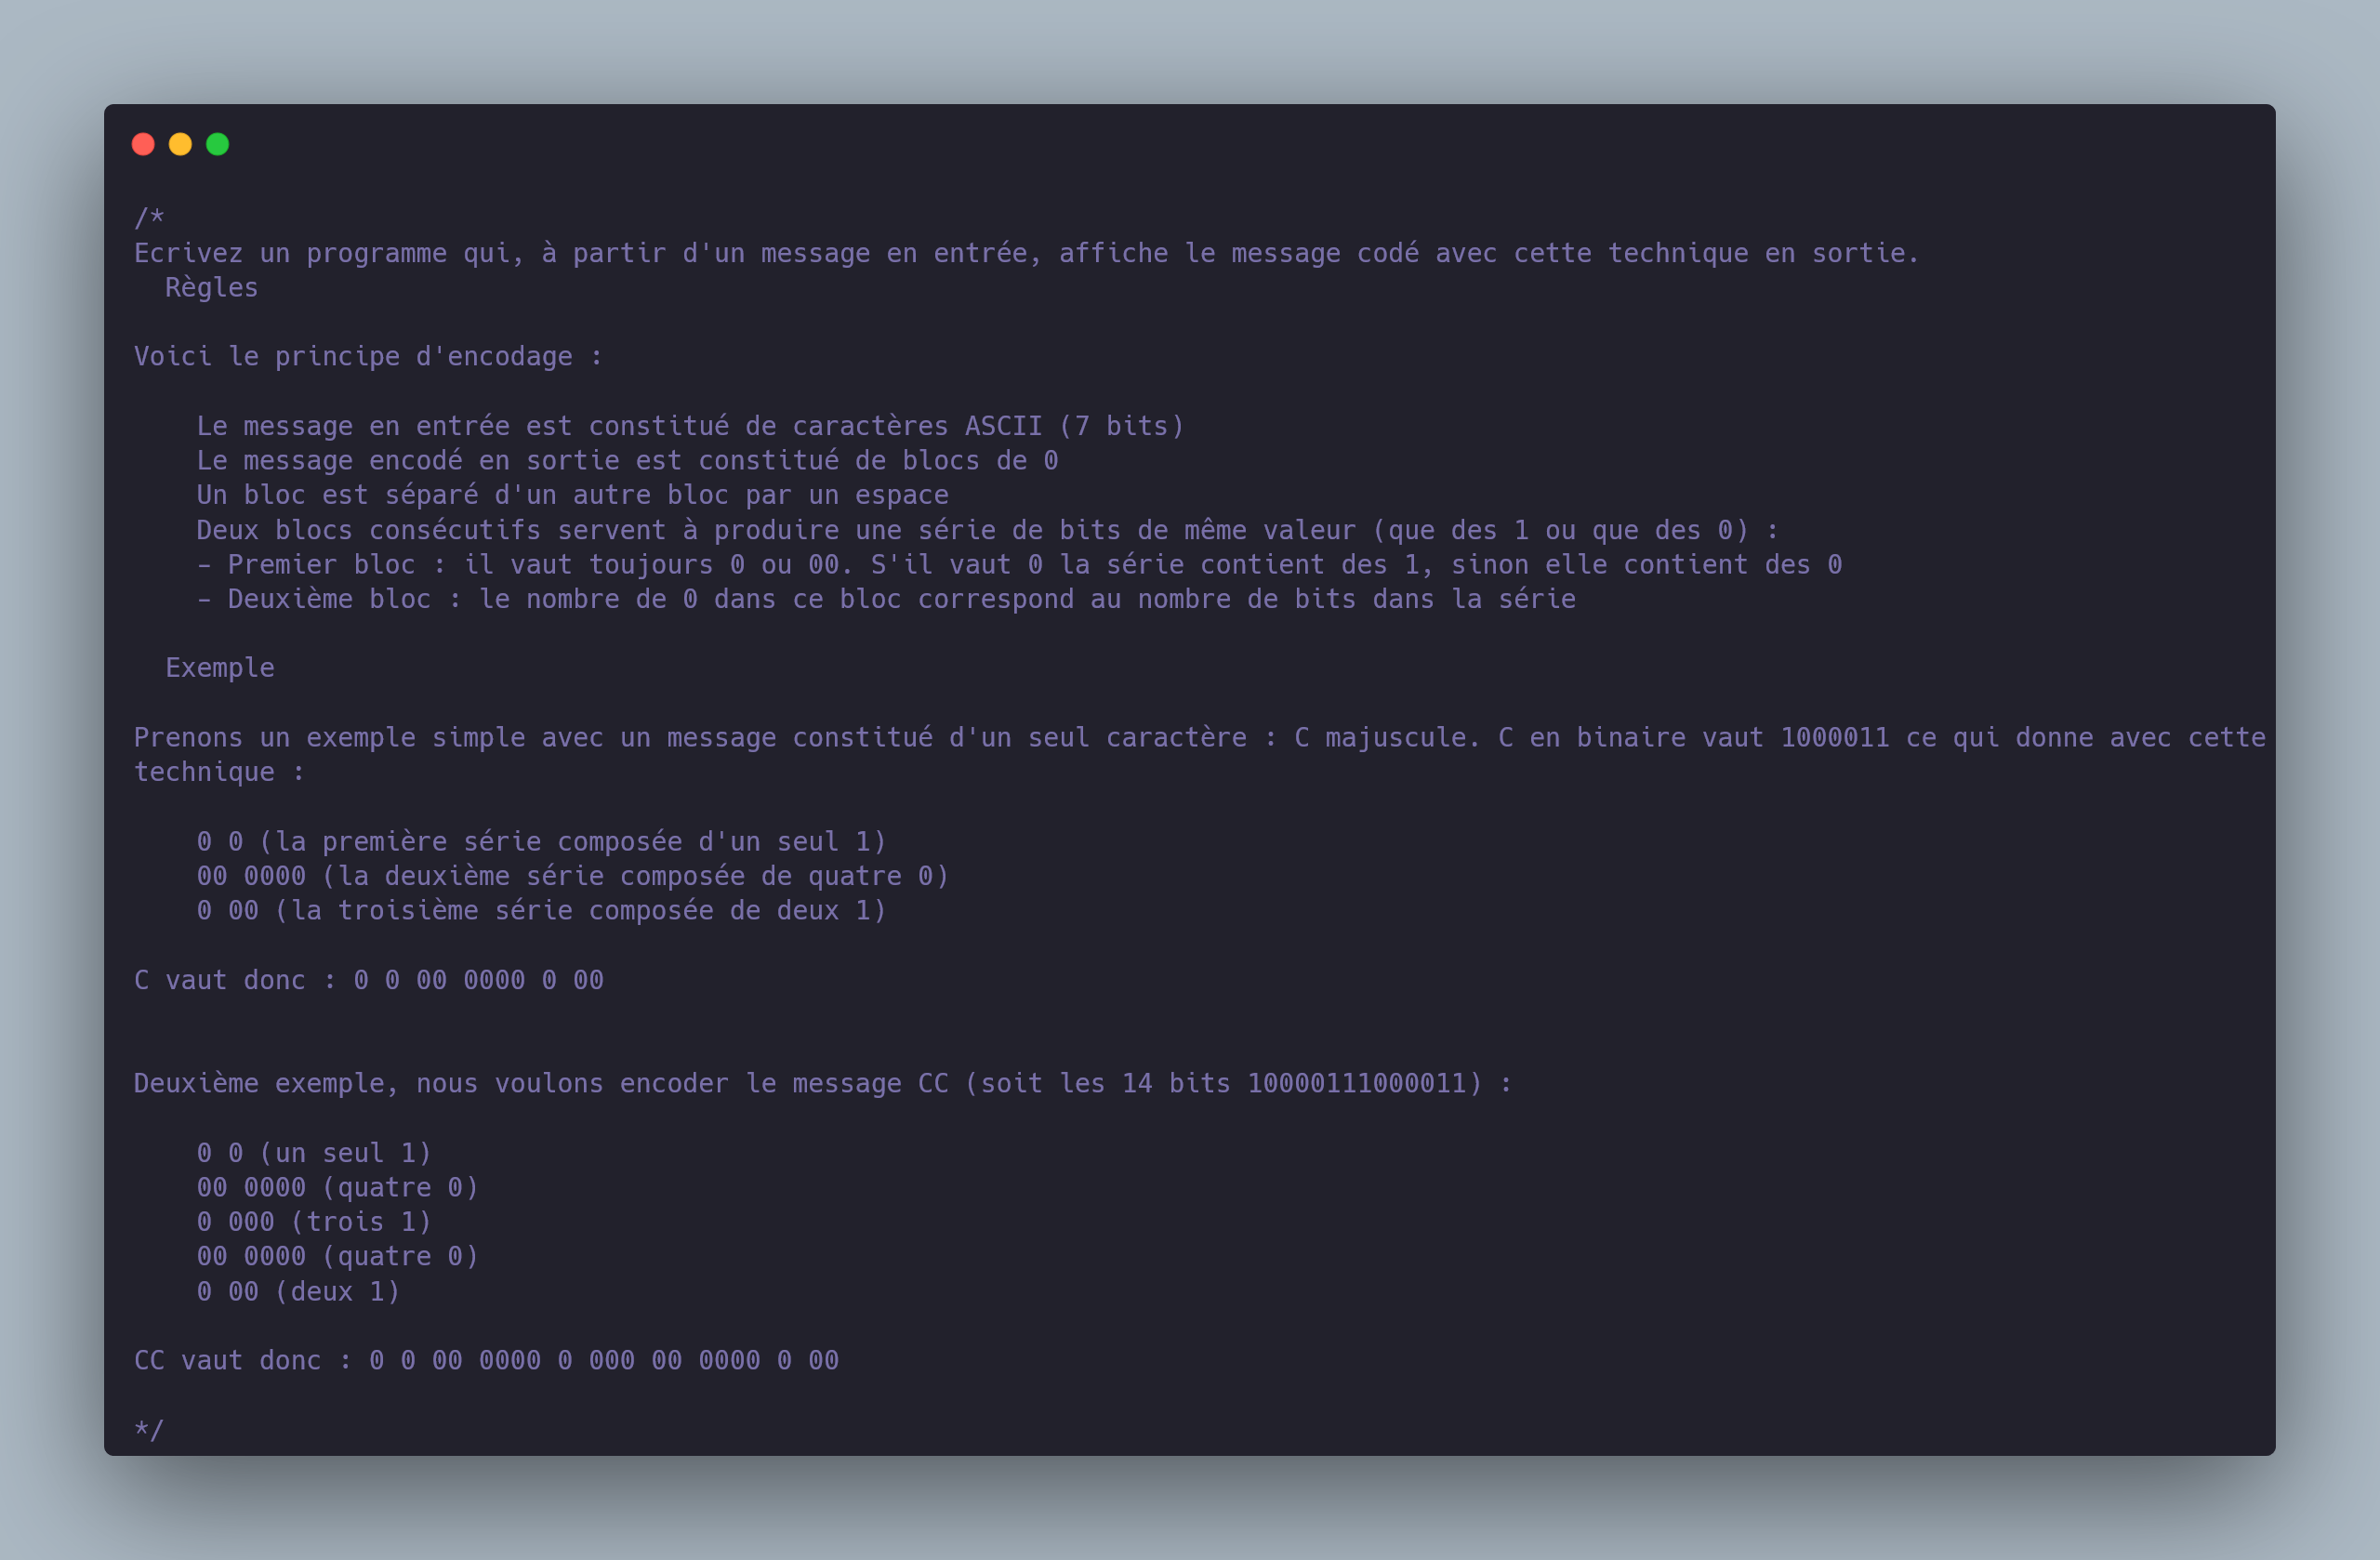 /*
Ecrivez un programme qui, à partir d'un message en entrée, affiche le message codé avec cette technique en sortie.
Règles
Voici le principe d'encodage :
Le message en entrée est constitué de caractères ASCII (7 bits)
Le message encodé en sortie est constitué de blocs de 0
Un bloc est séparé d'un autre bloc par un espace
Deux blocs consécutifs servent à produire une série de bits de même valeur (que des 1 ou que des 0) :
- Premier bloc : il vaut toujours 0 ou 00. S'il vaut 0 la série contient des 1, sinon elle contient des 0
- Deuxième bloc : le nombre de 0 dans ce bloc correspond au nombre de bits dans la série
Exemple
Prenons un exemple simple avec un message constitué d'un seul caractère : C majuscule. C en binaire vaut 1000011 ce qui donne avec cette
technique :
0 0 (la première série composée d'un seul 1)
00 0000 (la deuxième série composée de quatre 0)
0 00 (la troisième série composée de deux 1)
C vaut donc : 0 0 00 0000 0 00
Deuxième exemple, nous voulons encoder le message CC (soit les 14 bits 10000111000011) :
0 0 (un seul 1)
00 0000 (quatre 0)
0 000 (trois 1)
00 0000 (quatre 0)
0 00 (deux 1)
CC vaut donc : 0 0 00 0000 0 000 00 0000 0 00
*/